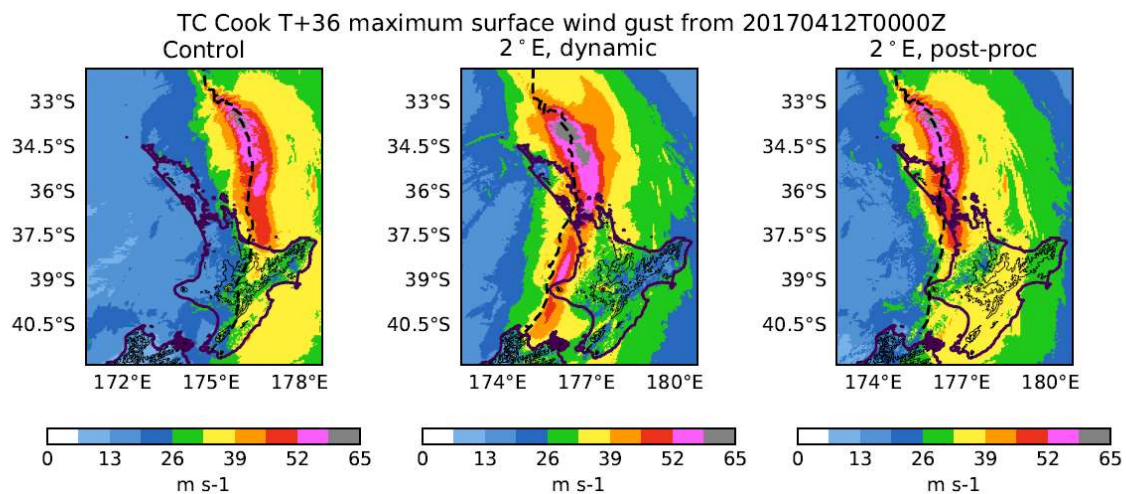 TC Cook T+36 maximum surface wind gust from 20170412T0000Z
Control
2°E, dynamic
2°E, post-proc
33°S
34.5°S
36°S
37.5°S
39°S
40.5°S
172°E 175°E 178°E
33°S
34.5°S
36°S
37.5°S
39°S
40.5°S
174°E 177°E 180°E
33°S
34.5°S
36°S
37.5°S
39°S
40.5°S
174°E 177°E 180°E
0 13 26 39 52 65
m s-1
0 13 26 39 52 65
m s-1
0 13 26 39 52 65
m s-1